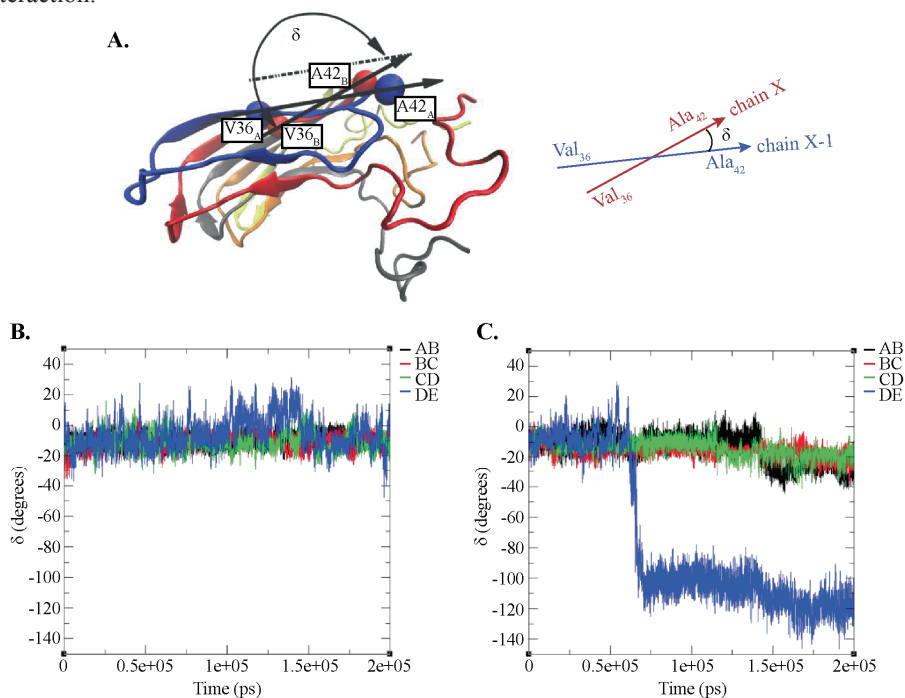 teraction.
A.
δ
A42B
A42A
V36A
V36B
Ala42
chain X
δ
Val36
chain X-1
Ala42
Val36
B.
AB
BC
CD
DE
40
20
0
-20
-40
-60
-80
-100
-120
-140
δ (degrees)
0
0.5e+05
1e+05
1.5e+05
2e+05
Time (ps)
C.
AB
BC
CD
DE
40
20
0
-20
-40
-60
-80
-100
-120
-140
δ (degrees)
0
0.5e+05
1e+05
1.5e+05
2e+05
Time (ps)